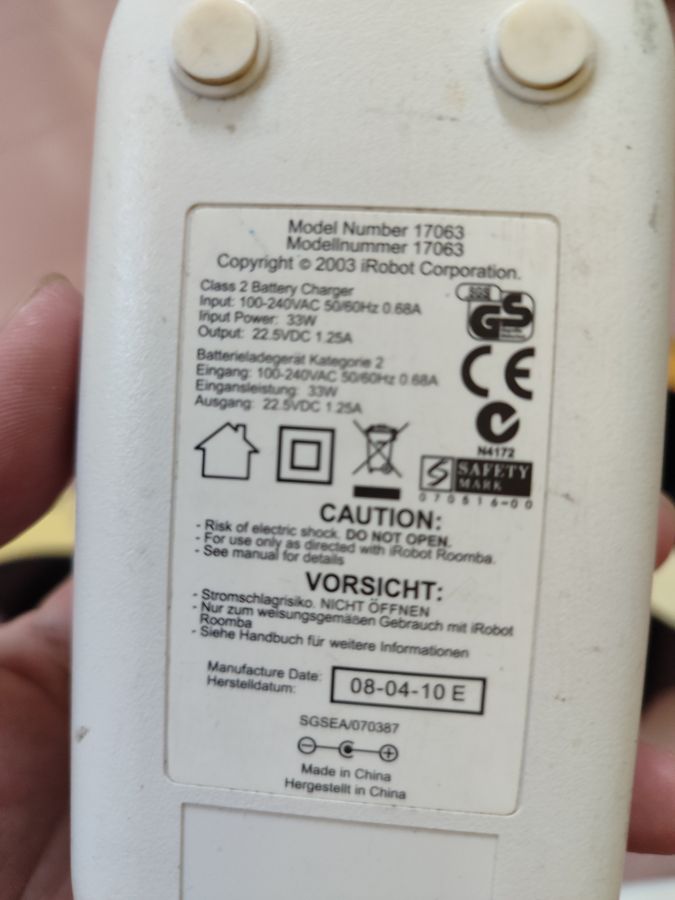 Model Number 17063
Modellnummer 17063
Copyright © 2003 iRobot Corporation.
Class 2 Battery Charger
Input: 100-240VAC 50/60Hz 0.68A
Input Power: 33W
Output: 22.5VDC 1.25A
SGS
GS
Batterieladegerät Kategorie 2
Eingang: 100-240VAC 50/60Hz 0.68A
Eingansleistung: 33W
Ausgang: 22.5VDC 1.25A
CE
N4172
SAFETY
MARK
070516-00
CAUTION:
- Risk of electric shock. DO NOT OPEN.
- For use only as directed with iRobot Roomba.
- See manual for details
VORSICHT:
- Stromschlagrisiko. NICHT ÖFFNEN
- Nur zum weisungsgemäsen Gebrauch mit iRobot
Roomba
- Siehe Handbuch für weitere Informationen
Manufacture Date:
Herstelldatum:
08-04-10 E
SGSEA/070387
Made in China
Hergestellt in China